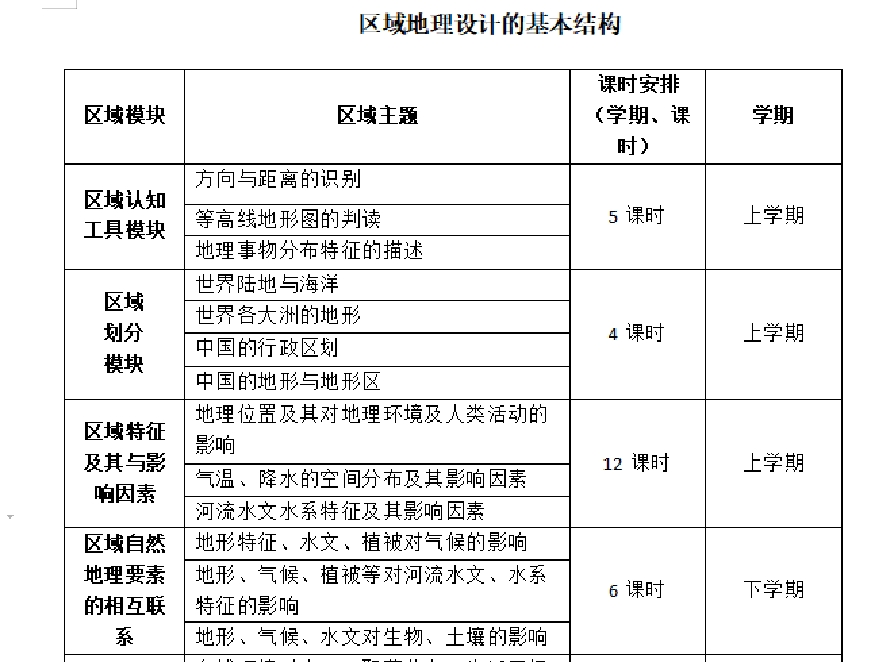 区域地理设计的基本结构
区域模块
区域主题
课时安排
（学期、课
时）
学期
区域认知
工具模块
方向与距离的识别
等高线地形图的判读
地理事物分布特征的描述
5 课时
上学期
区域
划分
模块
世界陆地与海洋
世界各大洲的地形
中国的行政区划
中国的地形与地形区
4 课时
上学期
区域特征
及其与影
响因素
地理位置及其对地理环境及人类活动的
影响
气温、降水的空间分布及其影响因素
河流水文水系特征及其影响因素
12 课时
上学期
区域自然
地理要素
的相互联
系
地形特征、水文、植被对气候的影响
地形、气候、植被等对河流水文、水系
特征的影响
地形、气候、水文对生物、土壤的影响
6 课时
下学期